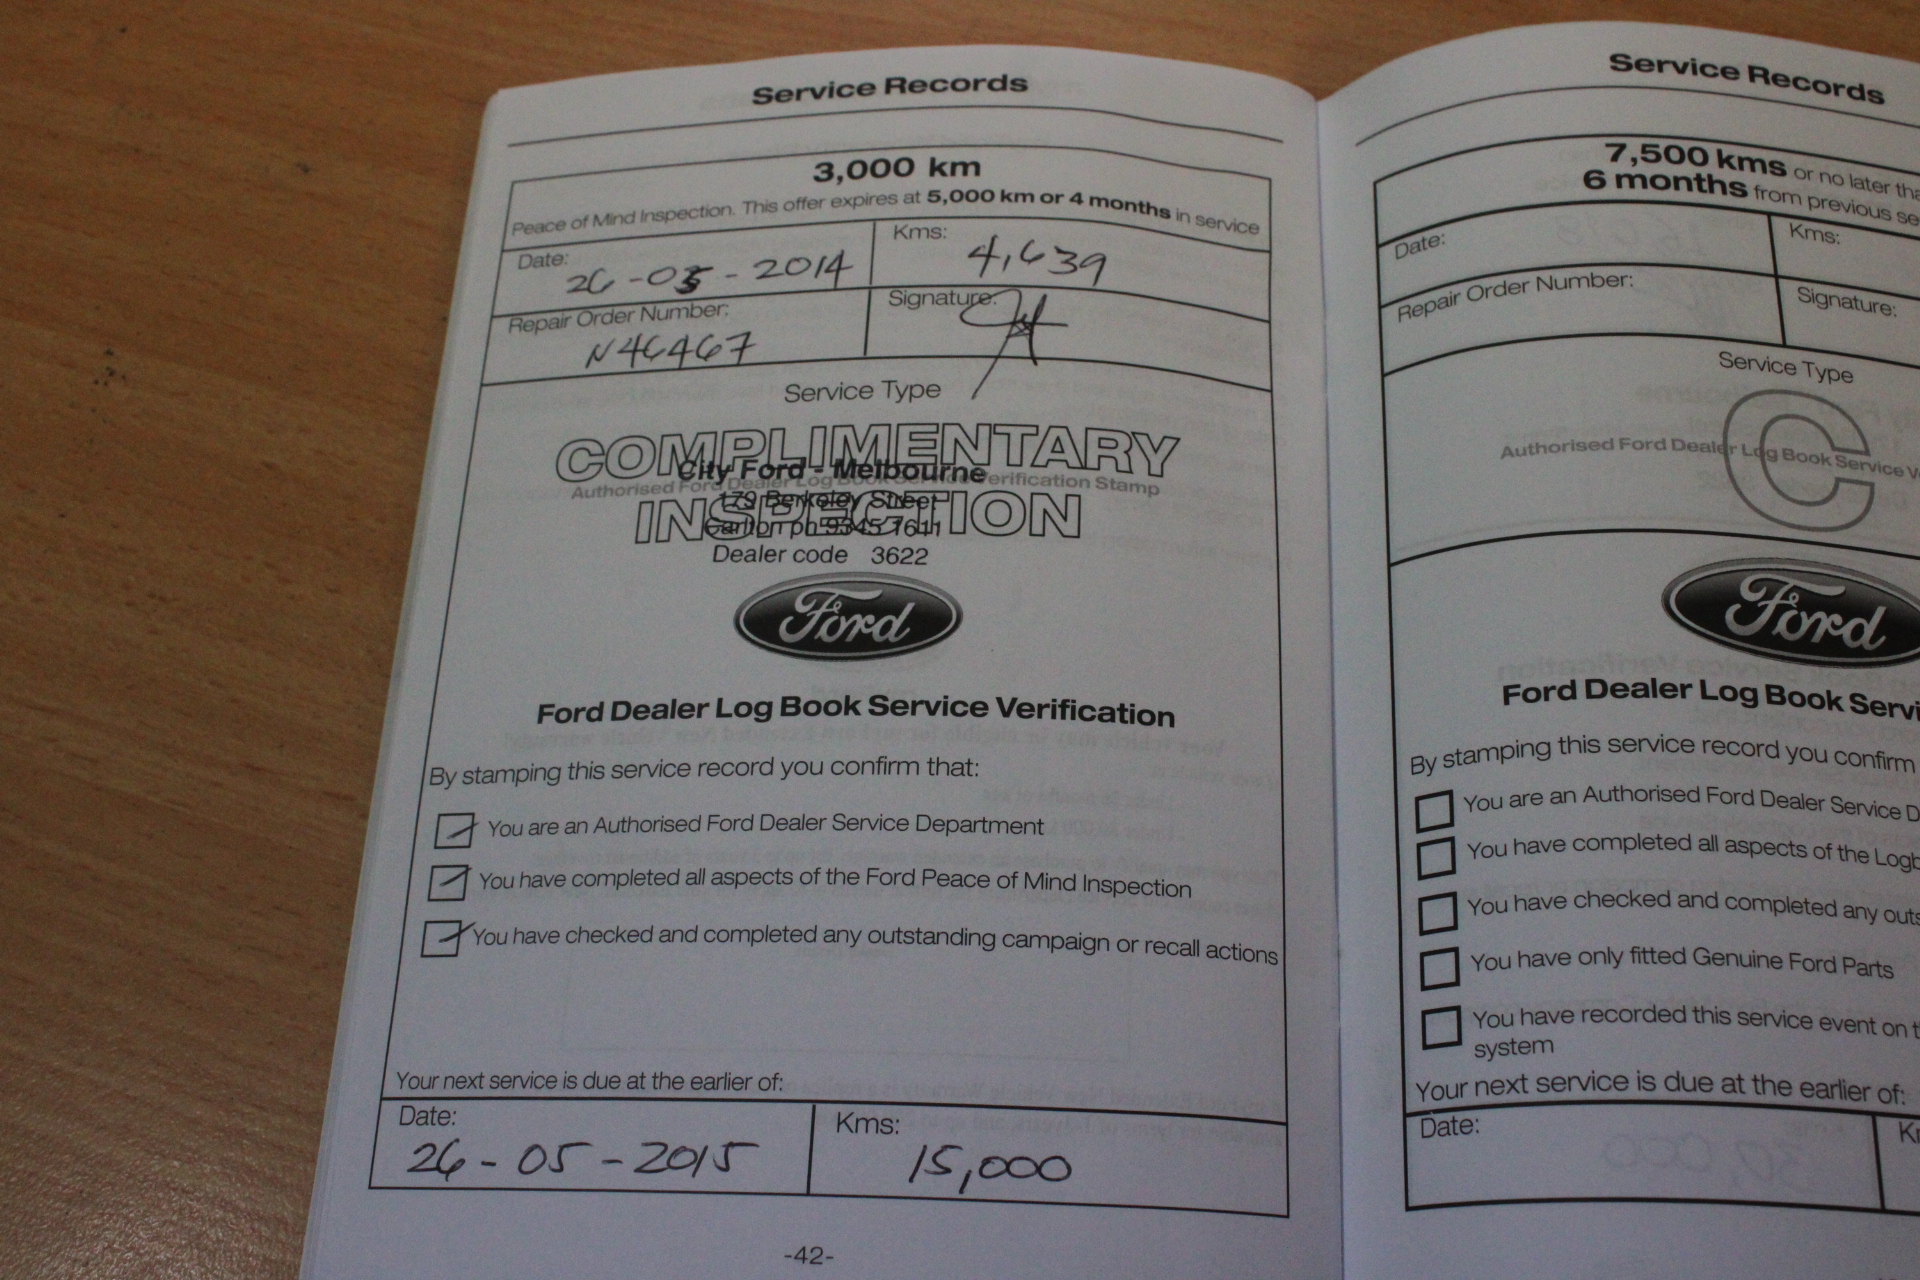 Service Records
3,000 km
Peace of Mind Inspection. This offer expires at 5,000 km or 4 months in service
Date: 26-05-2014
Kms: 4,639
Repair Order Number: N46467
Signature:
Service Type
COMPLIMENTARY
City Ford - Melbourne
Authorised Ford Dealer Log Book Service Verification Stamp
179 Berkeley Street
INSPECTION
Carlton ph 9345 7611
Dealer code 3622
Ford
Ford Dealer Log Book Service Verification
By stamping this service record you confirm that:
You are an Authorised Ford Dealer Service Department
You have completed all aspects of the Ford Peace of Mind Inspection
You have checked and completed any outstanding campaign or recall actions
Your next service is due at the earlier of:
Date: 26-05-2015
Kms: 15,000
-42-
Service Records
7,500 kms or no later tha
6 months from previous se
Date:
Kms:
Repair Order Number:
Signature:
Service Type
C
Authorised Ford Dealer Log Book Service V
Ford
Ford Dealer Log Book Servi
By stamping this service record you confirm
You are an Authorised Ford Dealer Service D
You have completed all aspects of the Logb
You have checked and completed any outs
You have only fitted Genuine Ford Parts
You have recorded this service event on t
system
Your next service is due at the earlier of:
Date:
K